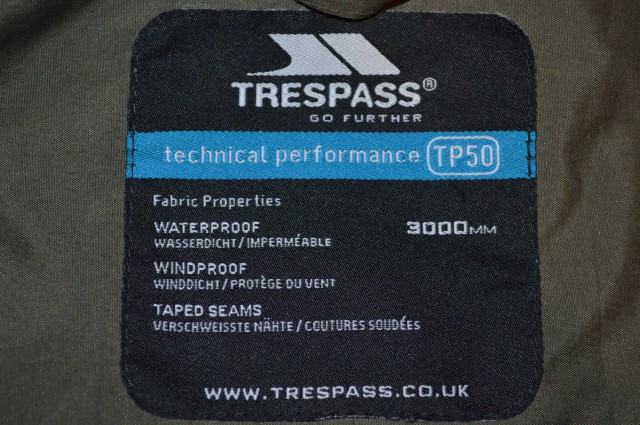 TRESPASS®
GO FURTHER
technical performance TP50
Fabric Properties
WATERPROOF 3000MM
WASSERDICHT/IMPERMÉABLE
WINDPROOF
WINDDICHT/PROTÈGE DU VENT
TAPED SEAMS
VERSCHWEISSTE NÄHTE/COUTURES SOUDÉES
WWW.TRESPASS.CO.UK